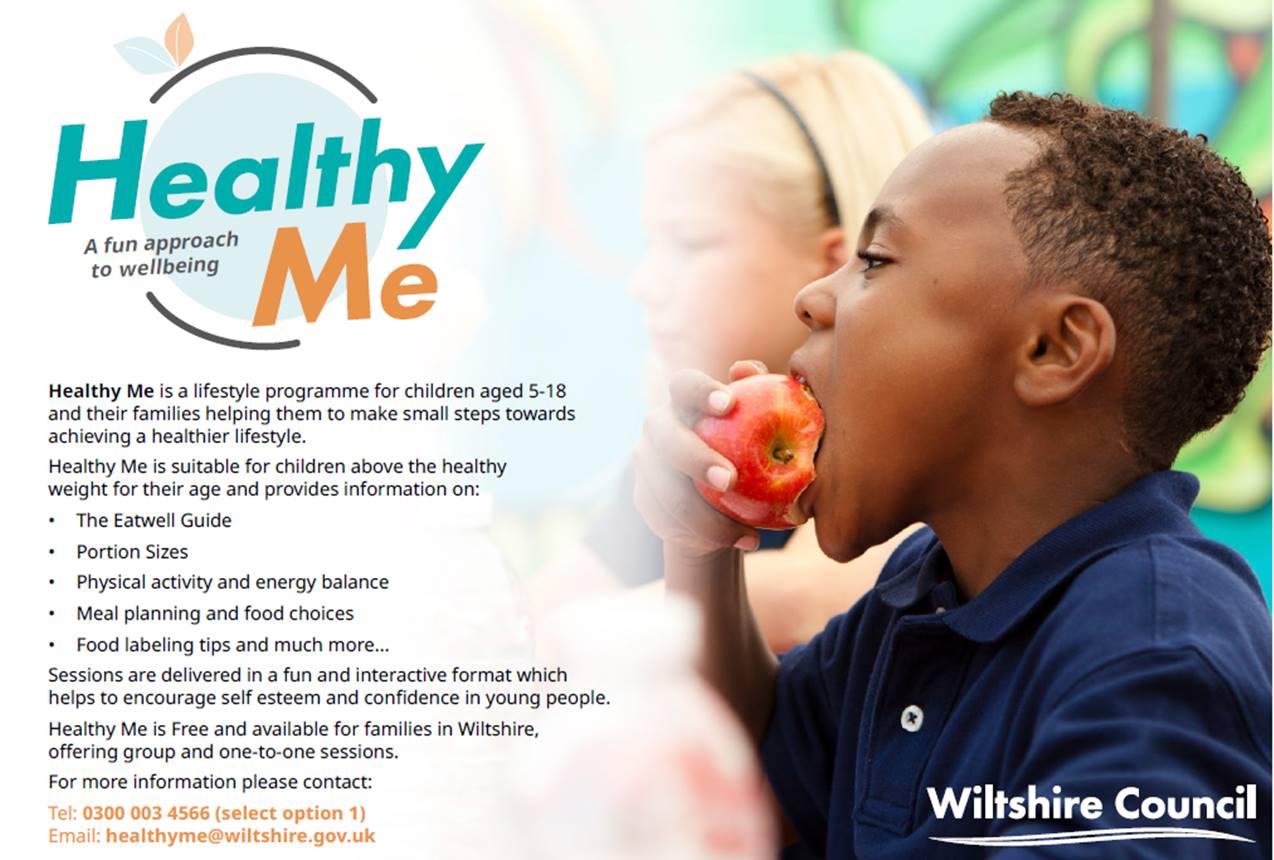 Healthy
A fun approach
to wellbeing
Me
Healthy Me is a lifestyle programme for children aged 5-18
and their families helping them to make small steps towards
achieving a healthier lifestyle.
Healthy Me is suitable for children above the healthy
weight for their age and provides information on:
• The Eatwell Guide
• Portion Sizes
• Physical activity and energy balance
• Meal planning and food choices
• Food labeling tips and much more...
Sessions are delivered in a fun and interactive format which
helps to encourage self esteem and confidence in young people.
Healthy Me is Free and available for families in Wiltshire,
offering group and one-to-one sessions.
For more information please contact:
Tel: 0300 003 4566 (select option 1)
Email: healthyme@wiltshire.gov.uk
Wiltshire Council